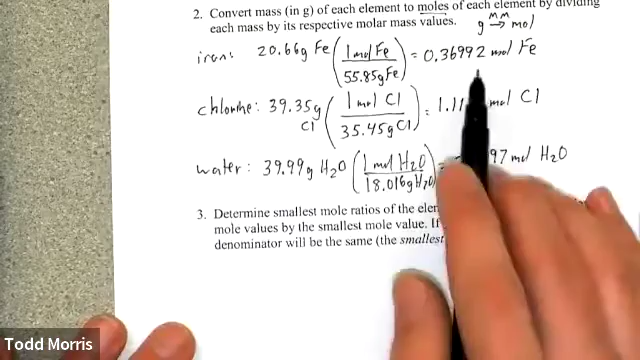 2. Convert mass (in g) of each element to moles of each element by dividing
each mass by its respective molar mass values. g MM→ mol
iron: 20.66g Fe (1 mol Fe / 55.85g Fe) = 0.36992 mol Fe
chlorine: 39.35g Cl (1 mol Cl / 35.45g Cl) = 1.11 mol Cl
water: 39.99g H2O (1 mol H2O / 18.016g H2O) = 97 mol H2O
3. Determine smallest mole ratios of the
mole values by the smallest mole value. If
denominator will be the same (the smallest
Todd Morris